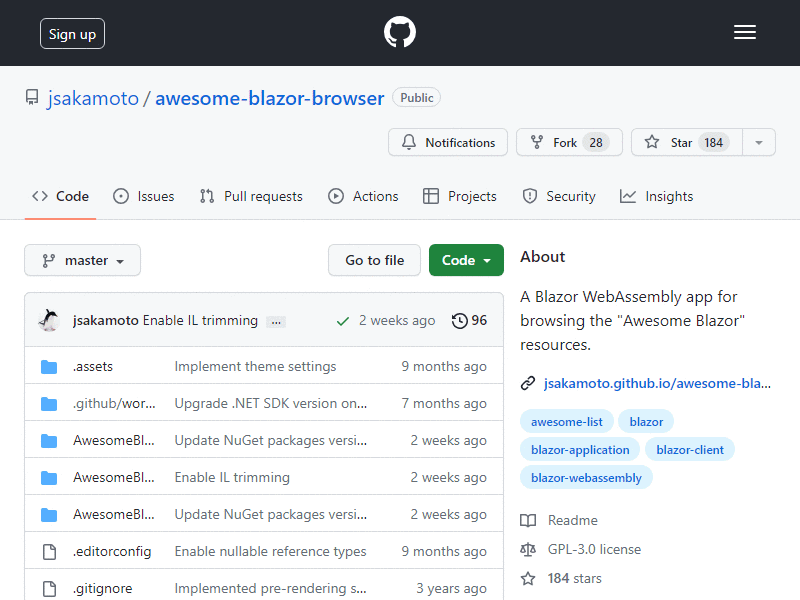 Sign up
jsakamoto / awesome-blazor-browser Public
Notifications Fork 28 Star 184
Code Issues Pull requests Actions Projects Security Insights
master Go to file Code
jsakamoto Enable IL trimming ... 2 weeks ago 96
.assets Implement theme settings 9 months ago
.github/wor... Upgrade .NET SDK version on... 7 months ago
AwesomeBl... Update NuGet packages versi... 2 weeks ago
AwesomeBl... Enable IL trimming 2 weeks ago
AwesomeBl... Update NuGet packages versi... 2 weeks ago
.editorconfig Enable nullable reference types 9 months ago
.gitignore Implemented pre-rendering s... 3 years ago
About
A Blazor WebAssembly app for
browsing the "Awesome Blazor"
resources.
jsakamoto.github.io/awesome-bla...
awesome-list blazor
blazor-application blazor-client
blazor-webassembly
Readme
GPL-3.0 license
184 stars